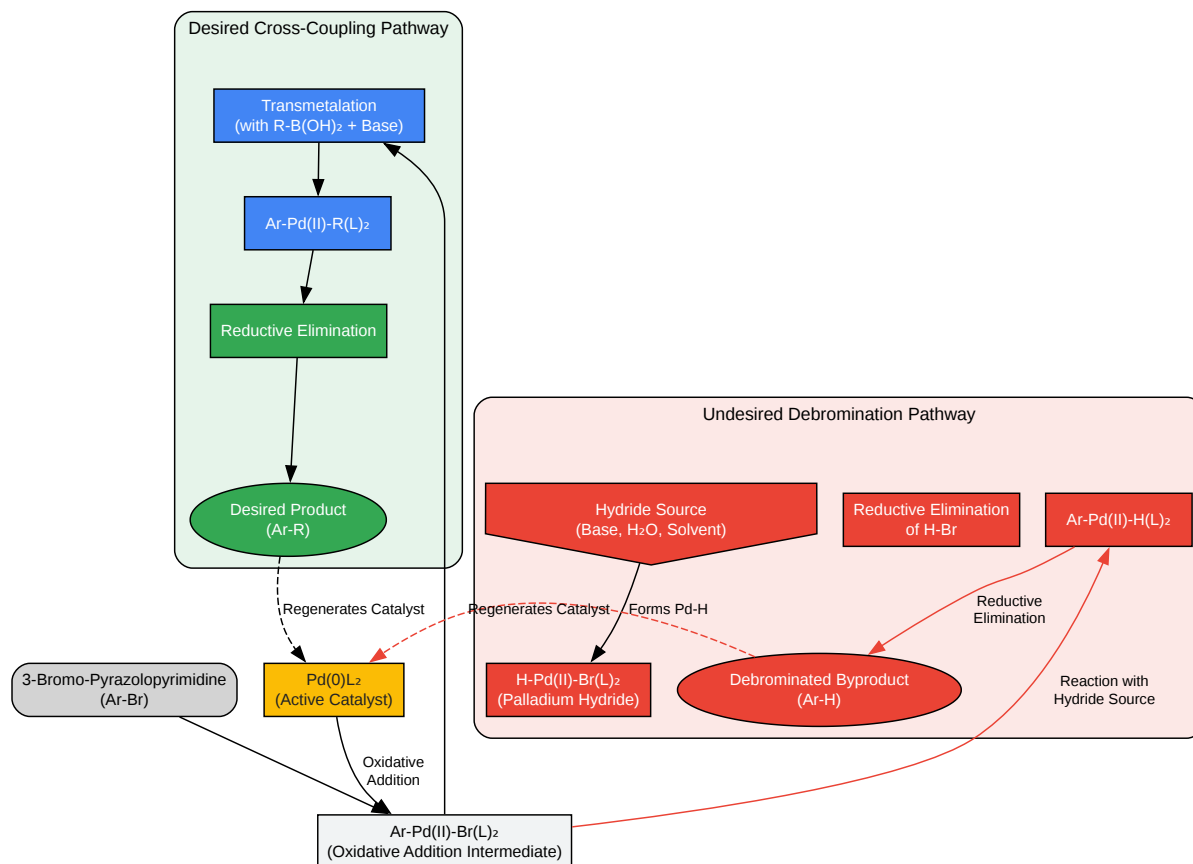 Desired Cross-Coupling Pathway
Transmetalation
(with R-B(OH)₂ + Base)
Ar-Pd(II)-R(L)₂
Reductive Elimination
Desired Product
(Ar-R)
Undesired Debromination Pathway
Hydride Source
(Base, H₂O, Solvent)
Reductive Elimination
of H-Br
Ar-Pd(II)-H(L)₂
Regenerates Catalyst
Regenerates Catalyst
Forms Pd-H
Reductive
Elimination
3-Bromo-Pyrazolopyrimidine
(Ar-Br)
Pd(0)L₂
(Active Catalyst)
H-Pd(II)-Br(L)₂
(Palladium Hydride)
Debrominated Byproduct
(Ar-H)
Reaction with
Hydride Source
Oxidative
Addition
Ar-Pd(II)-Br(L)₂
(Oxidative Addition Intermediate)